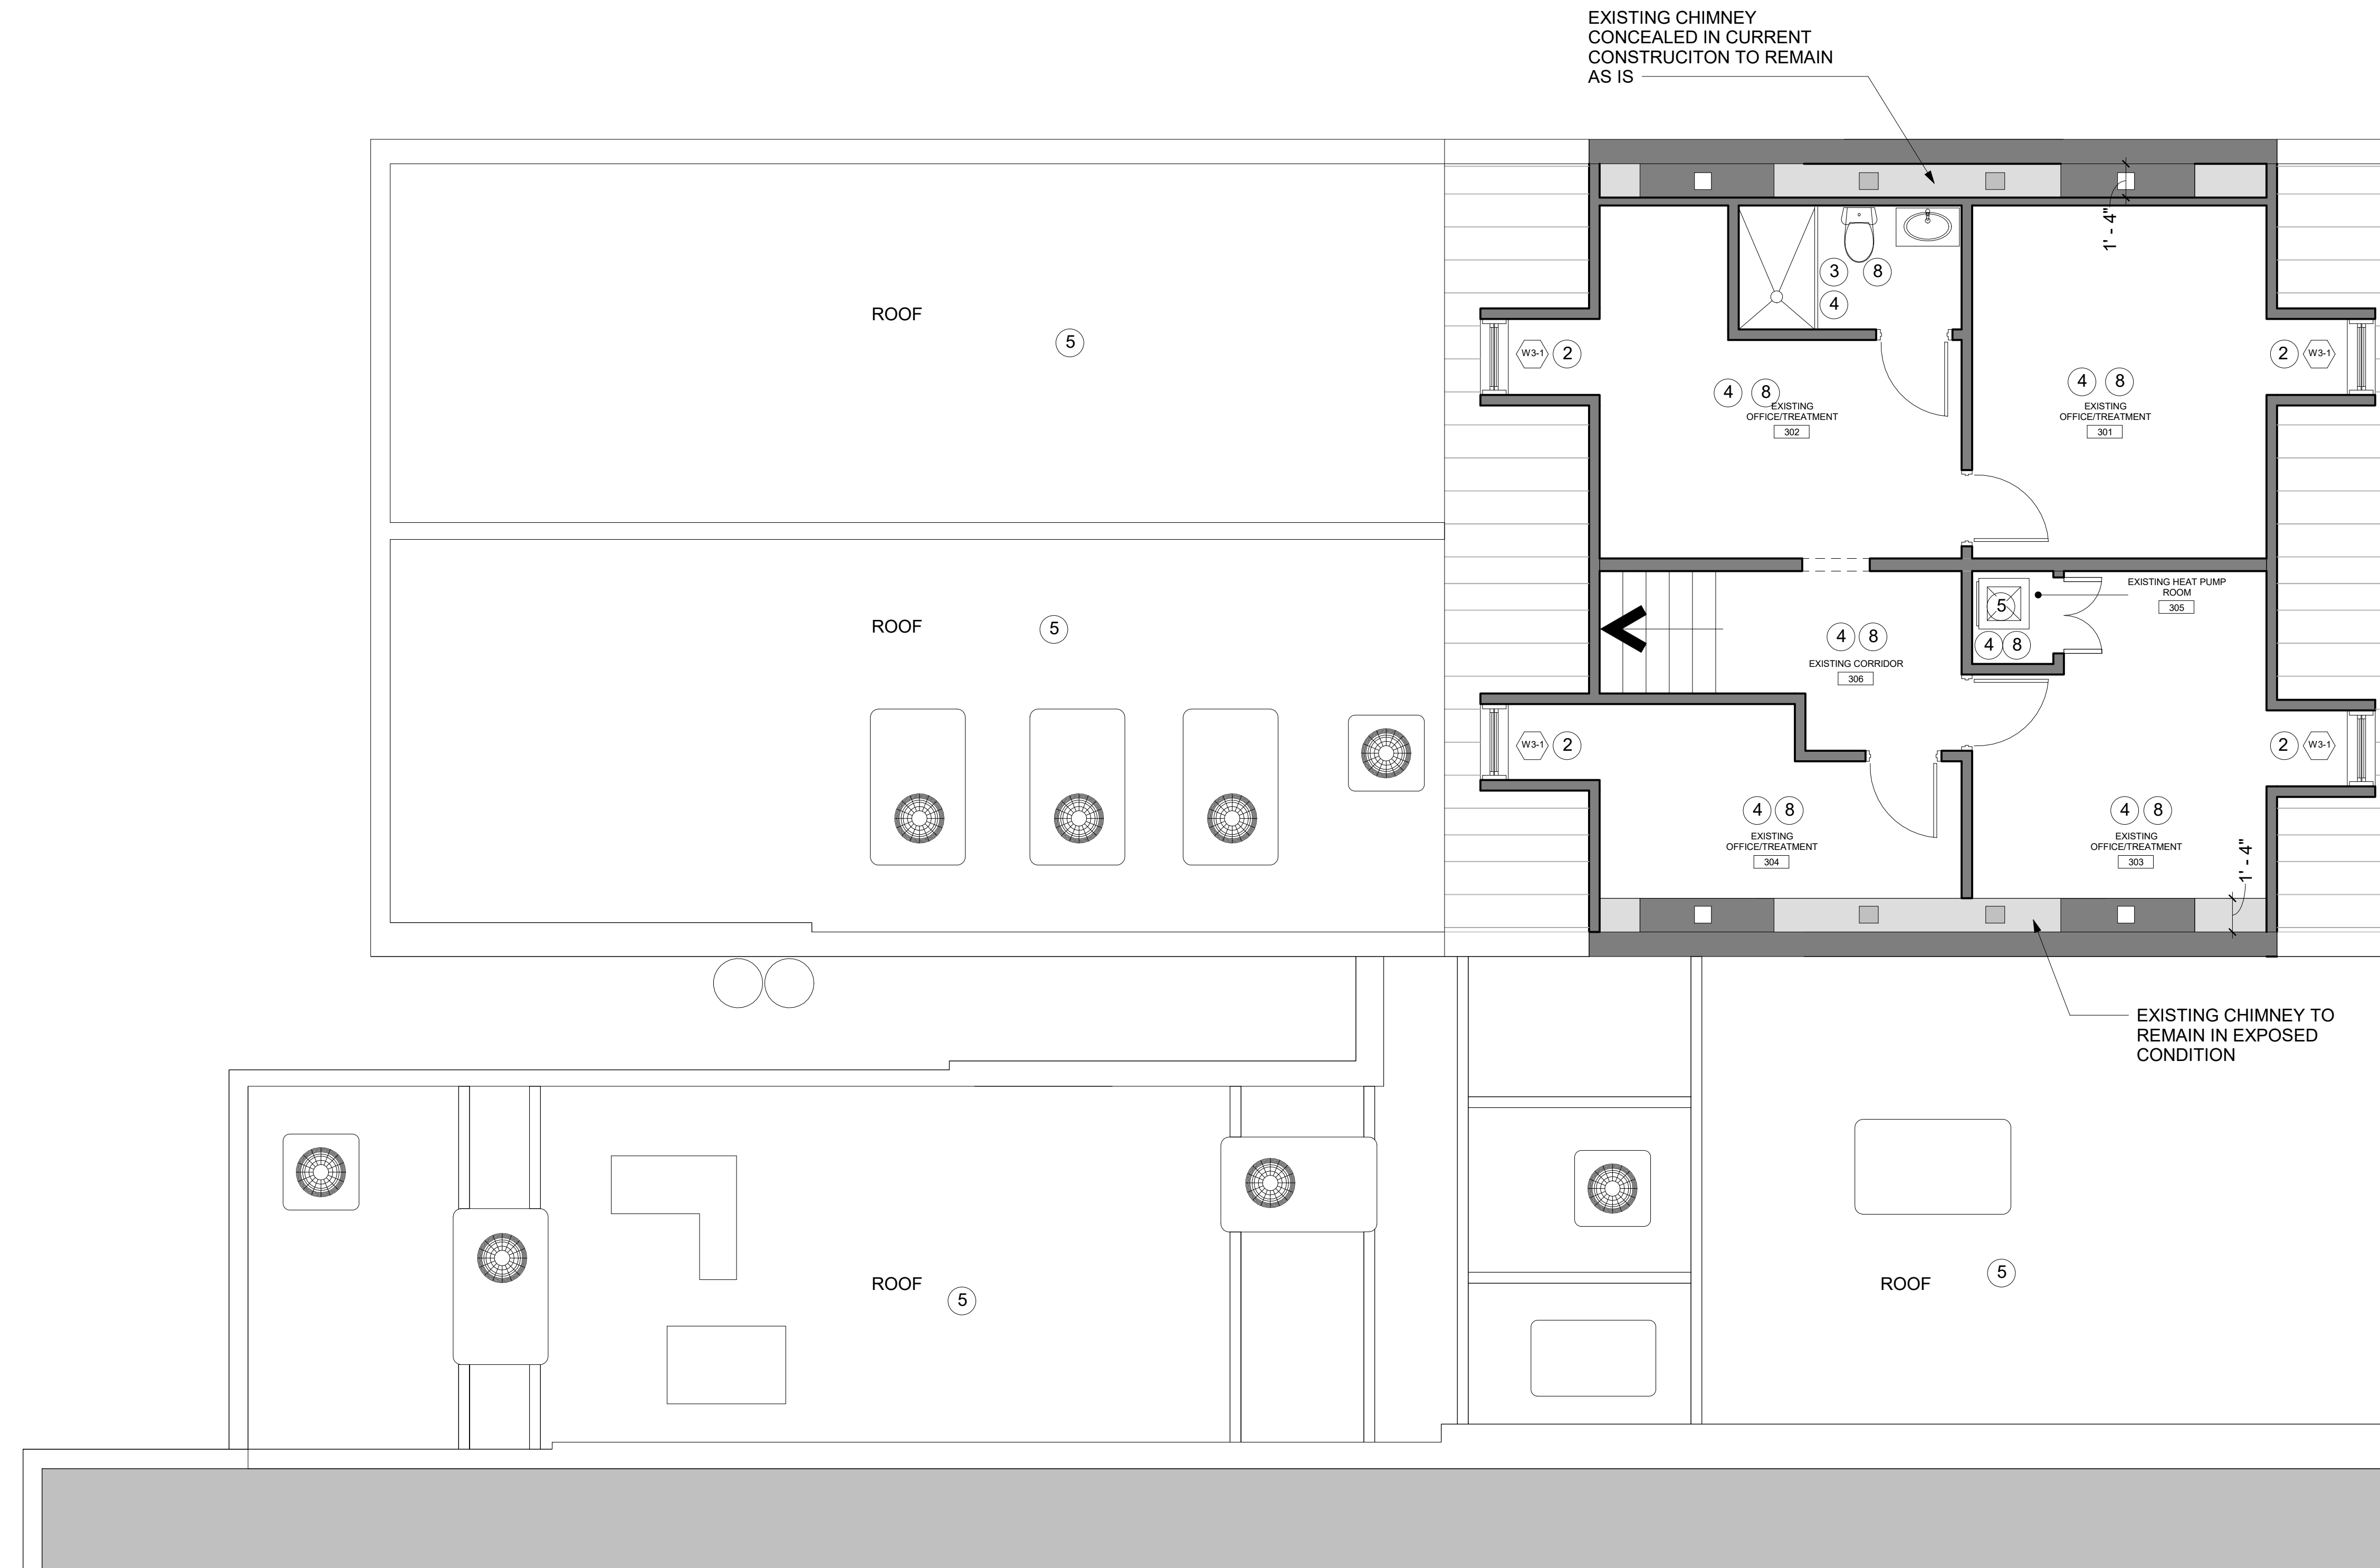 EXISTING CHIMNEY
CONCEALED IN CURRENT
CONSTRUCITON TO REMAIN
AS IS
1' - 4"
3 8
4
ROOF
5
W3-1 2
2 W3-1
4 8
EXISTING
OFFICE/TREATMENT
302
4 8
EXISTING
OFFICE/TREATMENT
301
ROOF
5
4 8
EXISTING CORRIDOR
306
5
4 8
EXISTING HEAT PUMP
ROOM
305
W3-1 2
2 W3-1
4 8
EXISTING
OFFICE/TREATMENT
304
4 8
EXISTING
OFFICE/TREATMENT
303
1' - 4"
EXISTING CHIMNEY TO
REMAIN IN EXPOSED
CONDITION
ROOF
5
ROOF
5